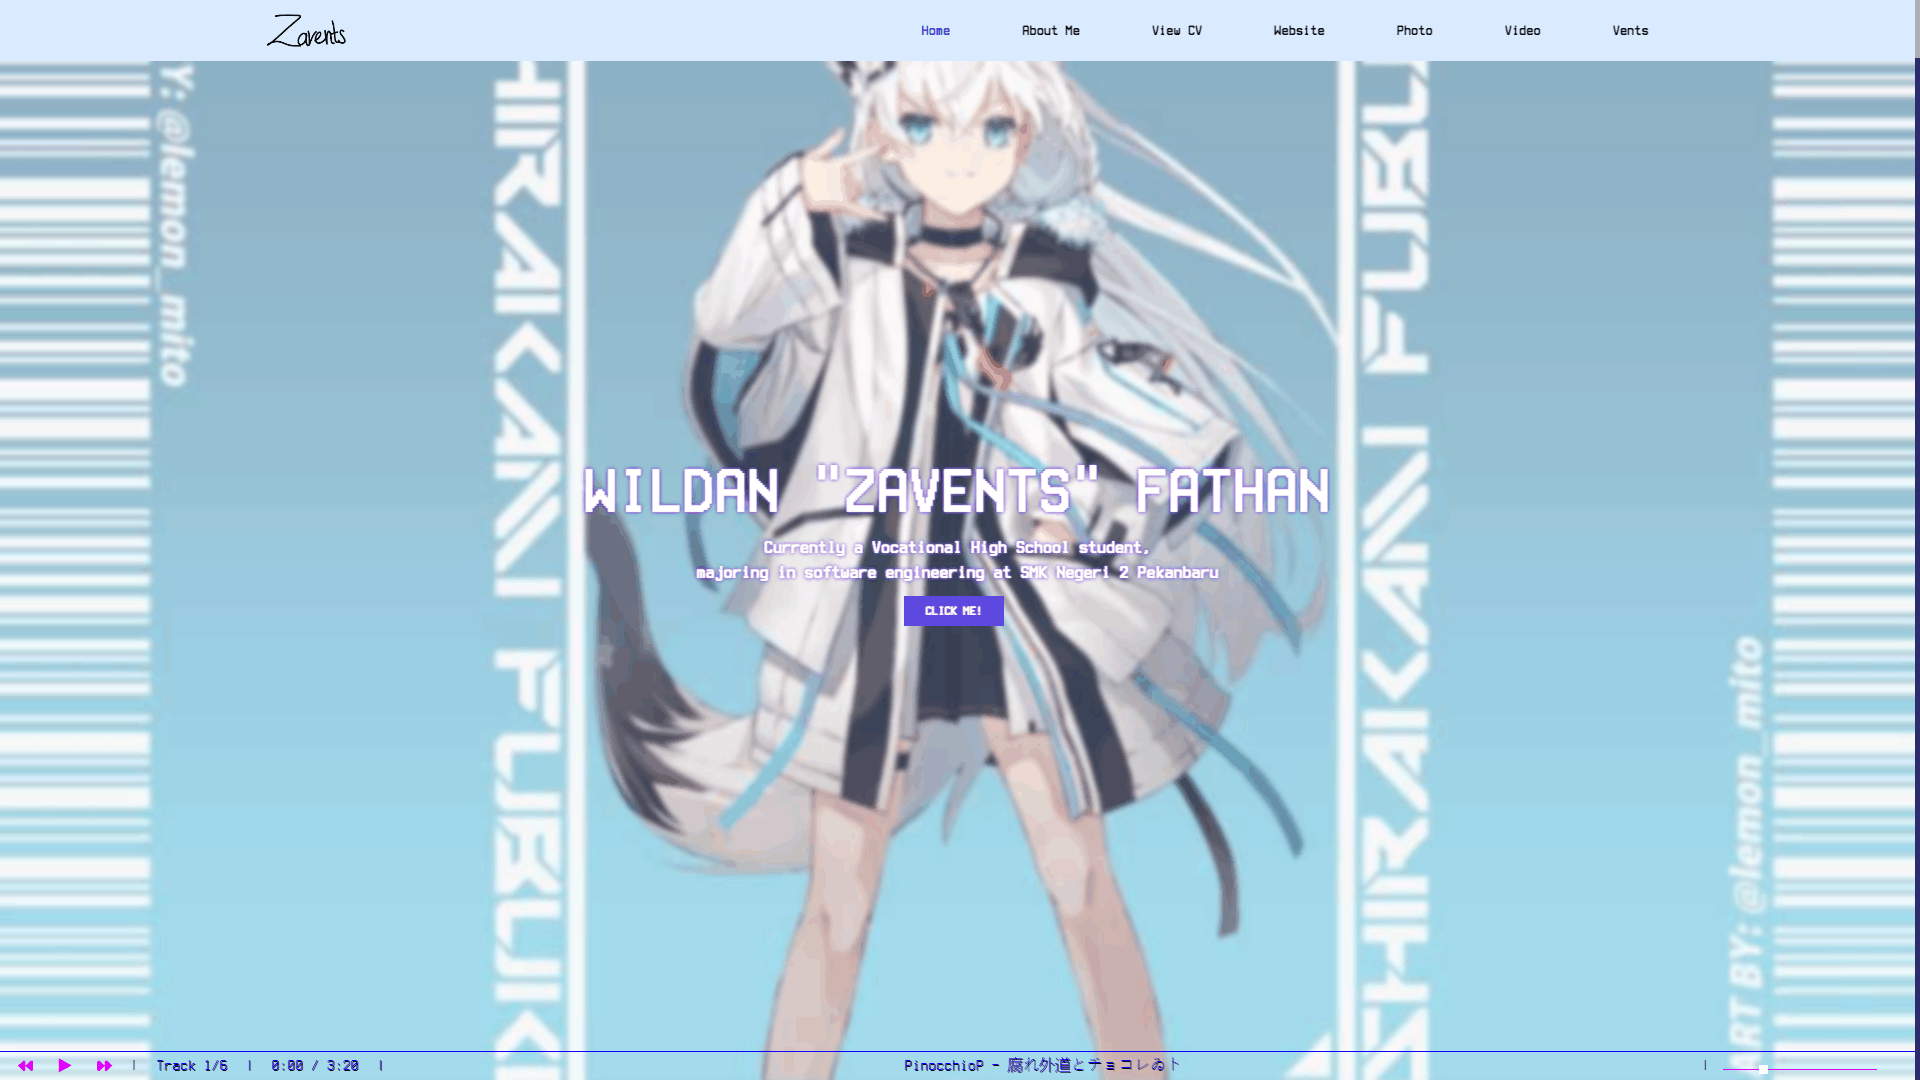 Zavents
Home
About Me
View CV
Website
Photo
Video
Vents
Y: @lemon_mito
HIRAKAMI FUBUKI
SHIRAKAMI FUBU
WILDAN "ZAVENTS" FATHAN
Currently a Vocational High School student,
majoring in software engineering at SMK Negeri 2 Pekanbaru
CLICK ME!
ART BY: @lemon_mito
Track 1/6 | 0:00 / 3:20 |
PinocchioP - 腐れ外道とチョコレゐト